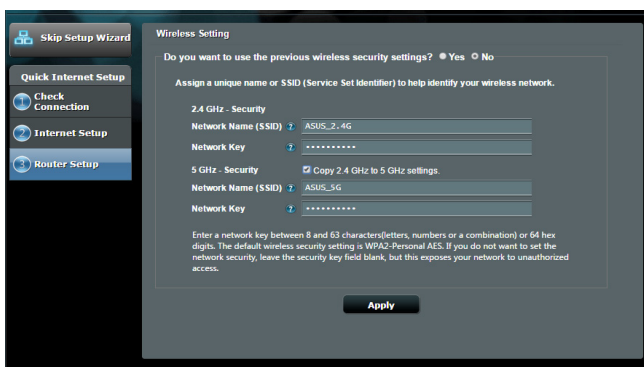 Skip Setup Wizard
Quick Internet Setup
1 Check
Connection
2 Internet Setup
3 Router Setup
Wireless Setting
Do you want to use the previous wireless security settings? Yes No
Assign a unique name or SSID (Service Set Identifier) to help identify your wireless network.
2.4 GHz - Security
Network Name (SSID) ? ASUS_2.4G
Network Key ? ••••••••••
5 GHz - Security Copy 2.4 GHz to 5 GHz settings.
Network Name (SSID) ? ASUS_5G
Network Key ? ••••••••••
Enter a network key between 8 and 63 characters(letters, numbers or a combination) or 64 hex
digits. The default wireless security setting is WPA2-Personal AES. If you do not want to set the
network security, leave the security key field blank, but this exposes your network to unauthorized
access.
Apply